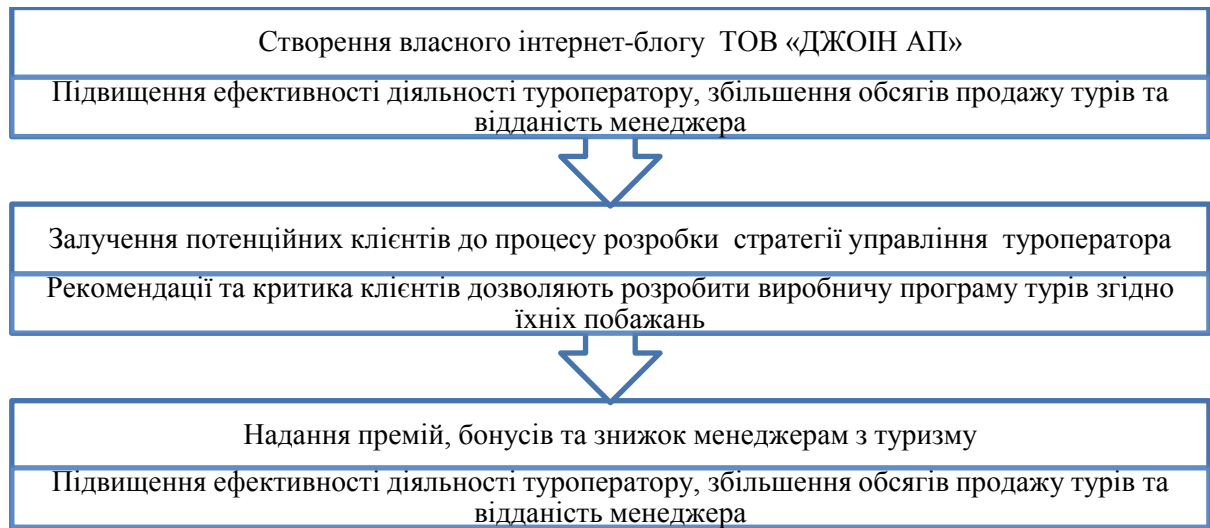 Створення власного інтернет-блогу ТОВ «ДЖОІН АП»
Підвищення ефективності діяльності туроператору, збільшення обсягів продажу турів та
відданість менеджера
Залучення потенційних клієнтів до процесу розробки стратегії управління туроператора
Рекомендації та критика клієнтів дозволяють розробити виробничу програму турів згідно
їхніх побажань
Надання премій, бонусів та знижок менеджерам з туризму
Підвищення ефективності діяльності туроператору, збільшення обсягів продажу турів та
відданість менеджера